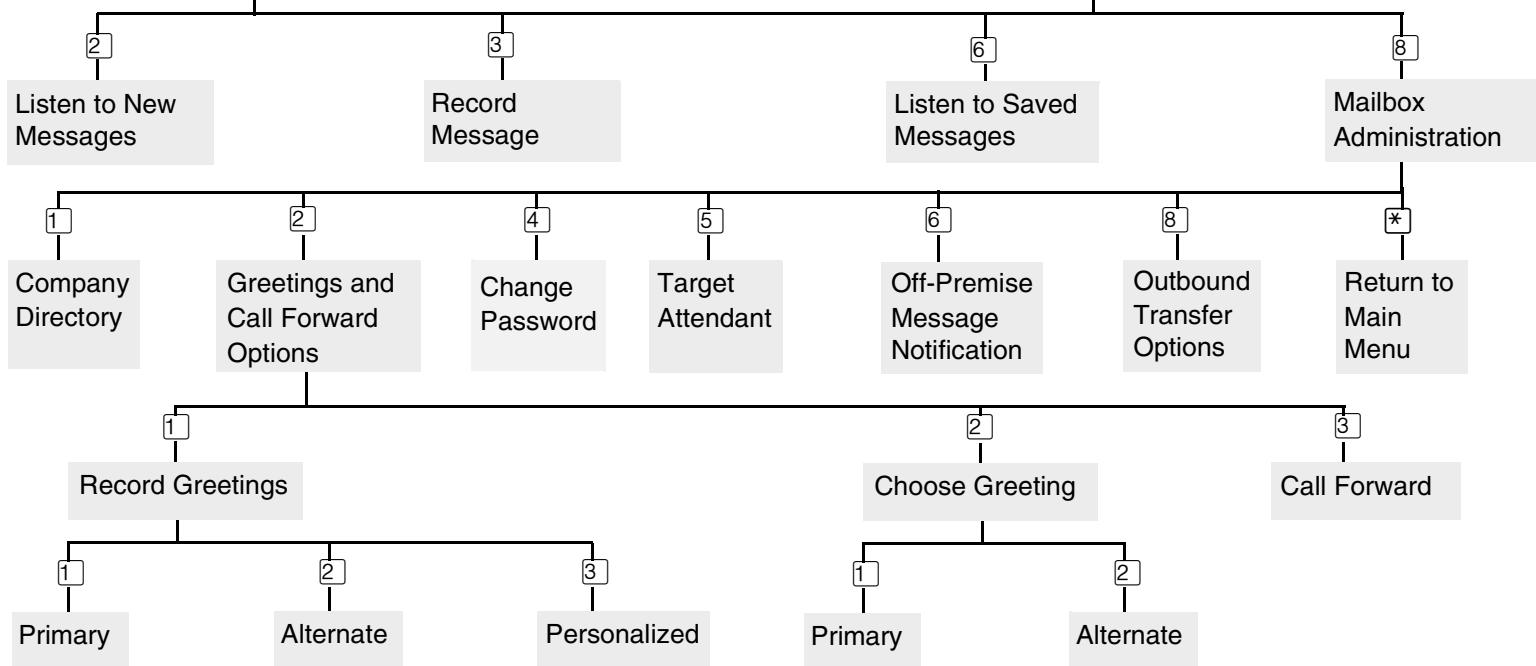 2
3
6
8
Listen to New
Messages
Record
Message
Listen to Saved
Messages
Mailbox
Administration
1
2
4
5
6
8
*
Company
Directory
Greetings and
Call Forward
Options
Change
Password
Target
Attendant
Off-Premise
Message
Notification
Outbound
Transfer
Options
Return to
Main
Menu
1
2
3
Record Greetings
Choose Greeting
Call Forward
1
2
3
1
2
Primary
Alternate
Personalized
Primary
Alternate